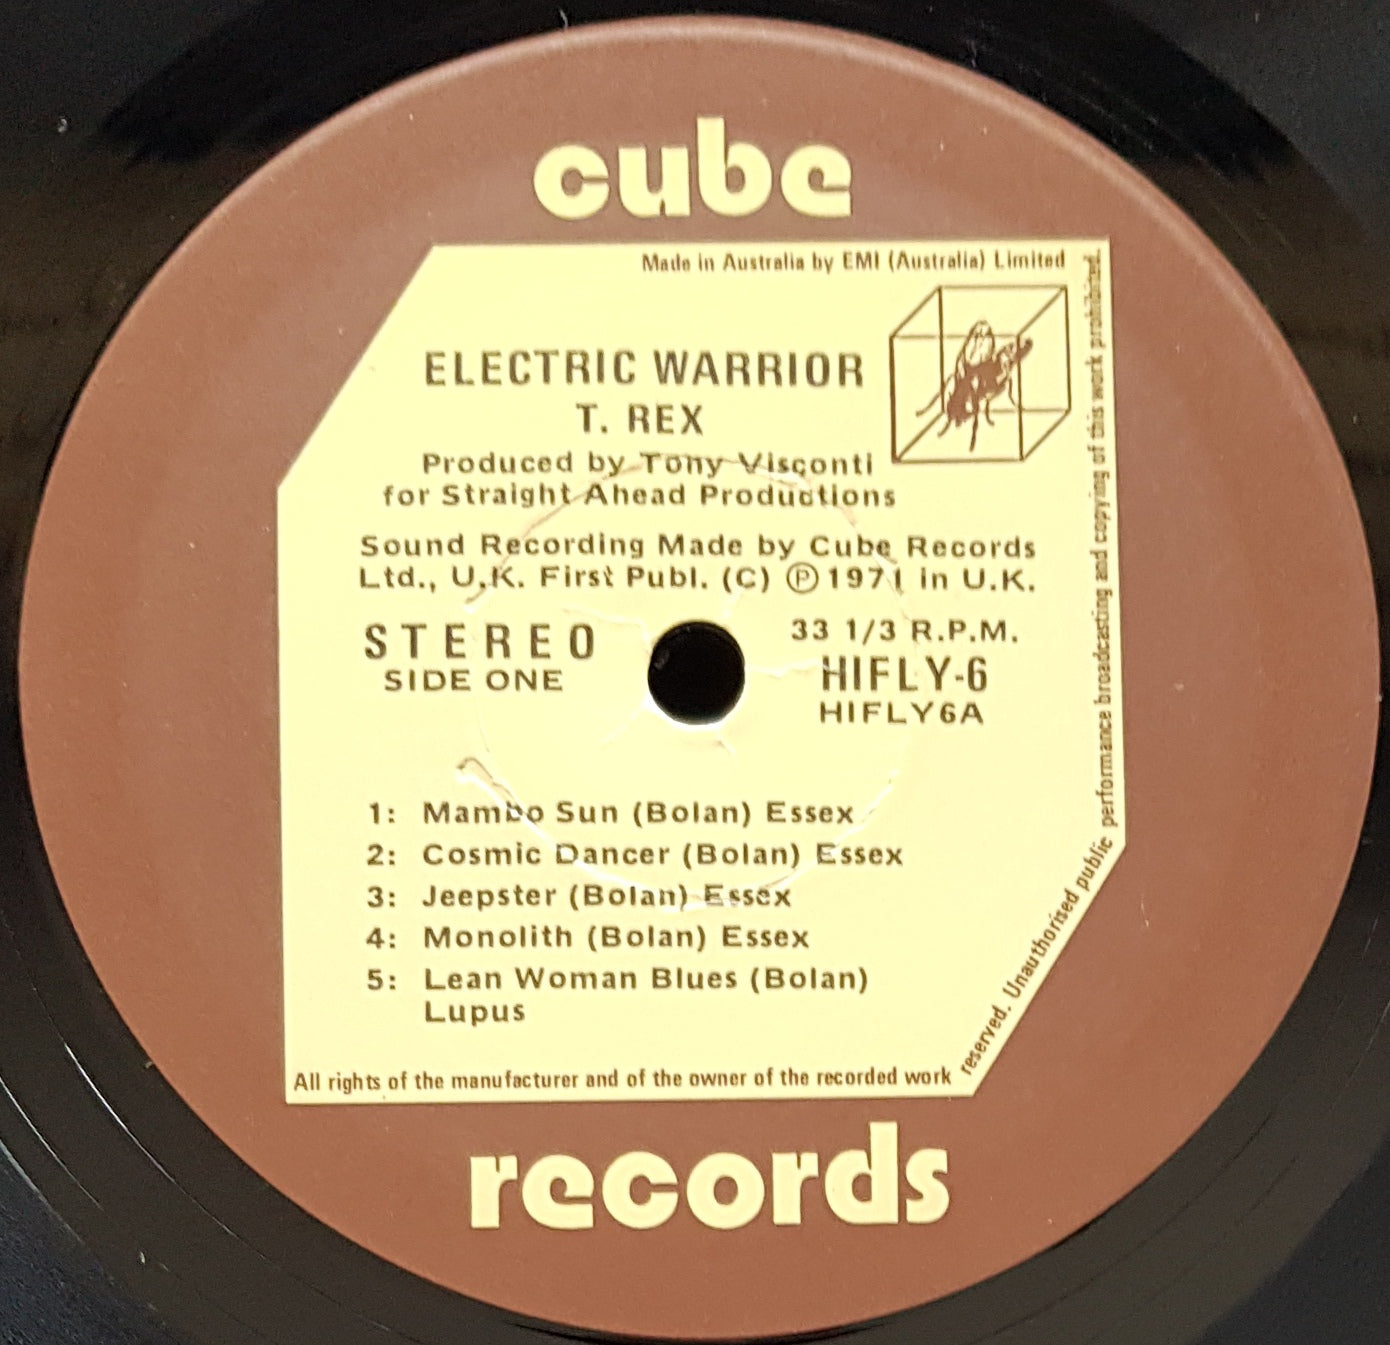 cube
Made in Australia by EMI (Australia) Limited
ELECTRIC WARRIOR
T. REX
Produced by Tony Visconti
for Straight Ahead Productions
Sound Recording Made by Cube Records
Ltd., U.K. First Publ. (C) ℗1971 in U.K.
STEREO
SIDE ONE
33 1/3 R.P.M.
HIFLY-6
HIFLY6A
1: Mambo Sun (Bolan) Essex
2: Cosmic Dancer (Bolan) Essex
3: Jeepster (Bolan) Essex
4: Monolith (Bolan) Essex
5: Lean Woman Blues (Bolan)
Lupus
All rights of the manufacturer and of the owner of the recorded work
reserved. Unauthorised public
performance broadcasting and copying of this work prohibited.
records